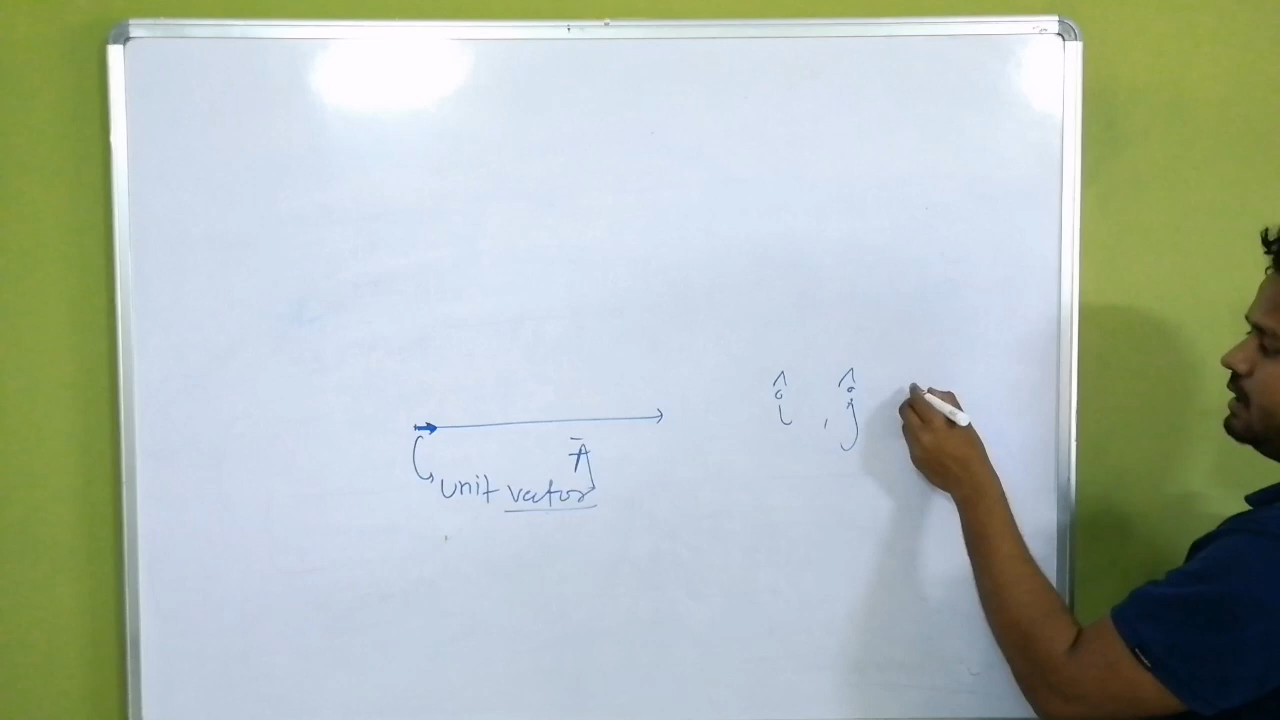 î , ĵ
Ā
unit vector